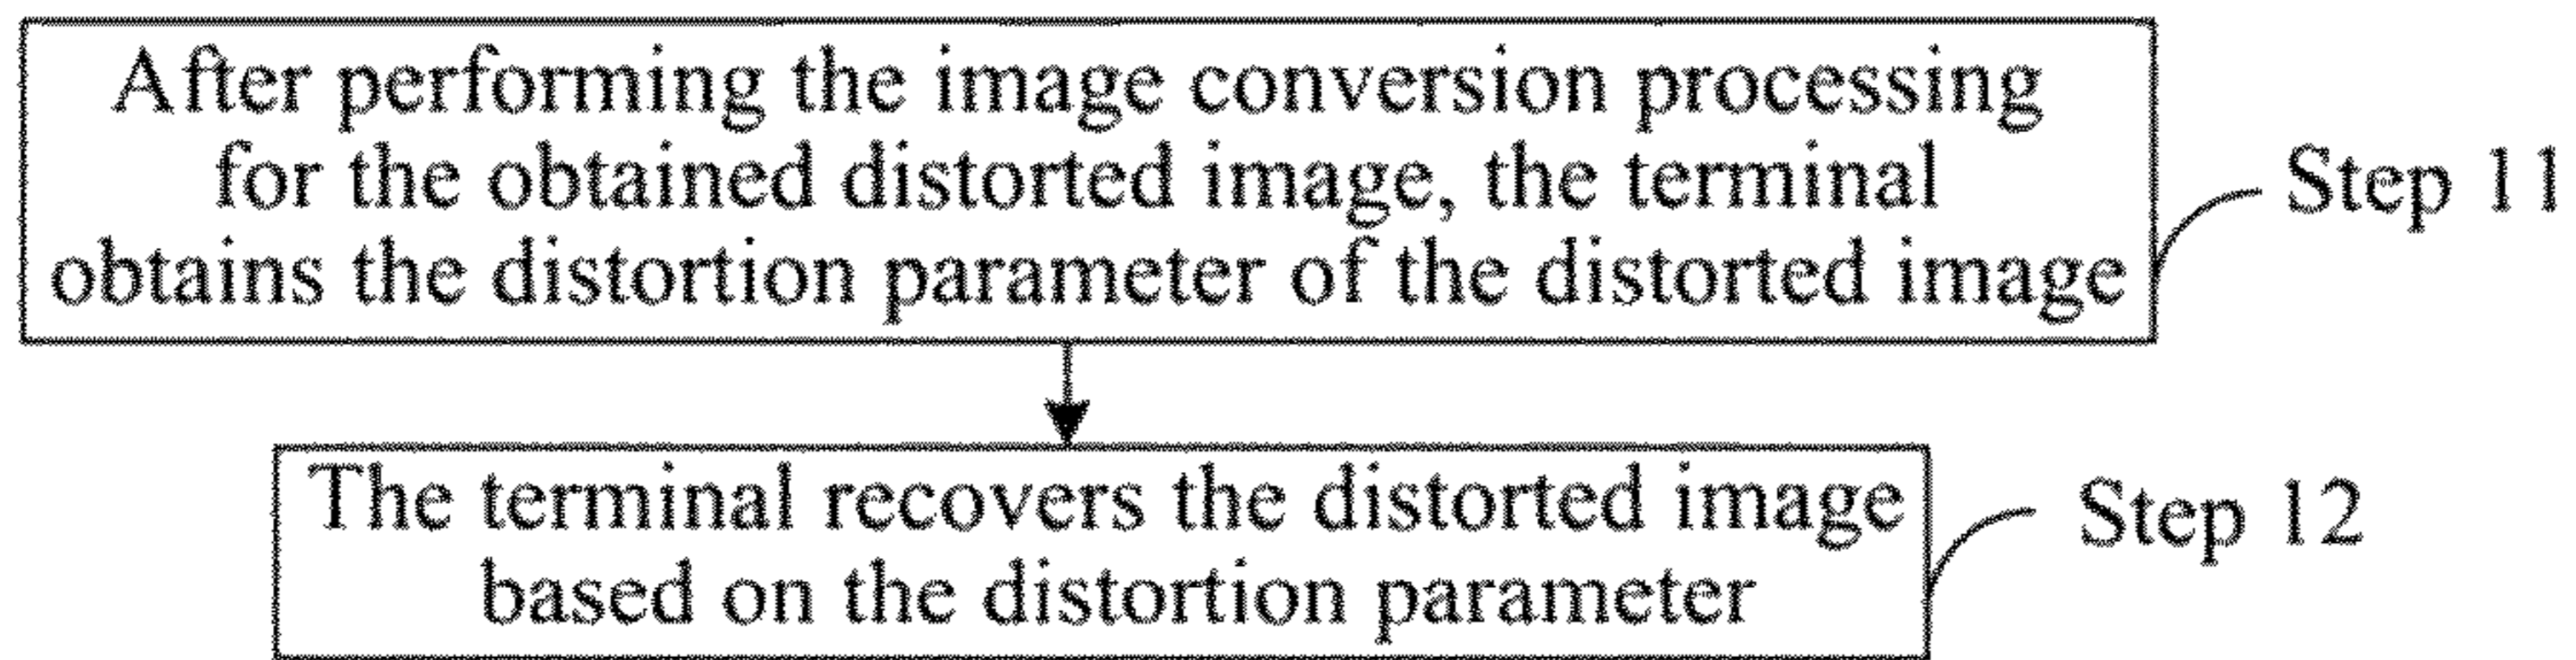 After performing the image conversion processing
for the obtained distorted image, the terminal
obtains the distortion parameter of the distorted image
Step 11
The terminal recovers the distorted image
based on the distortion parameter
Step 12